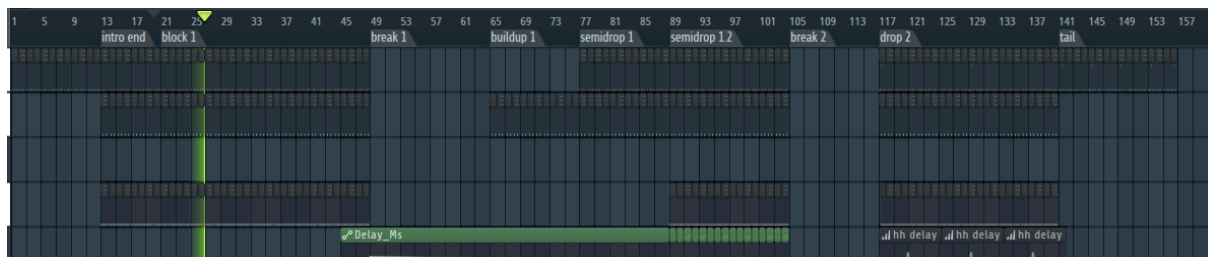 1 5 9 13 17 21 25 29 33 37 41 45 49 53 57 61 65 69 73 77 81 85 89 93 97 101 105 109 113 117 121 125 129 133 137 141 145 149 153 157
intro end block 1 break 1 buildup 1 semidrop 1 semidrop 1.2 break 2 drop 2 tail
Delay_Ms hh delay hh delay hh delay